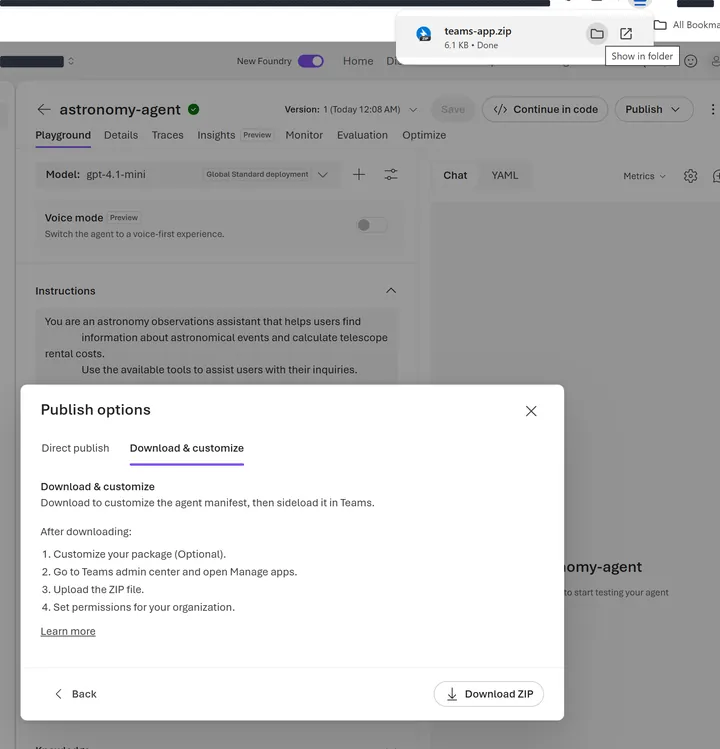 teams-app.zip
6.1 KB • Done
All Bookma
Show in folder
New Foundry
Home
astronomy-agent
Version: 1 (Today 12:08 AM)
Save
Continue in code
Publish
Playground Details Traces Insights Preview Monitor Evaluation Optimize
Model: gpt-4.1-mini
Global Standard deployment
Chat YAML
Metrics
Voice mode Preview
Switch the agent to a voice-first experience.
Instructions
You are an astronomy observations assistant that helps users find
information about astronomical events and calculate telescope
rental costs.
Use the available tools to assist users with their inquiries.
Publish options
Direct publish
Download & customize
Download & customize
Download to customize the agent manifest, then sideload it in Teams.
After downloading:
1. Customize your package (Optional).
2. Go to Teams admin center and open Manage apps.
3. Upload the ZIP file.
4. Set permissions for your organization.
Learn more
Back
Download ZIP
omy-agent
to start testing your agent